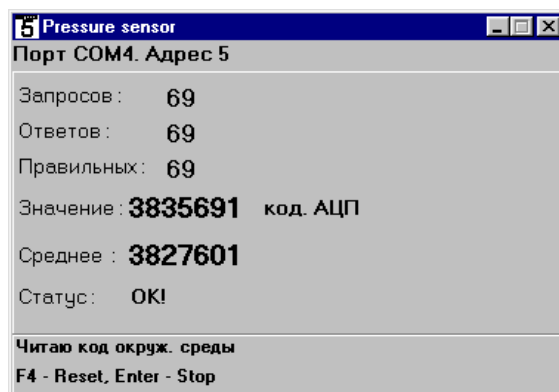 5 Pressure sensor
Порт COM4. Адрес 5
Запросов: 69
Ответов: 69
Правильных: 69
Значение: 3835691 код. АЦП
Среднее : 3827601
Статус: OK!
Читаю код окруж. среды
F4 - Reset, Enter - Stop